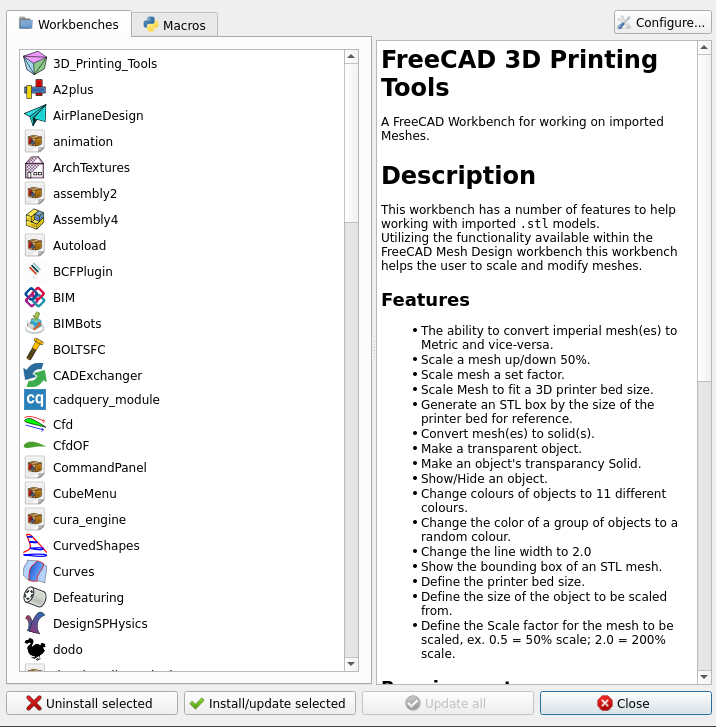 Workbenches
Macros
Configure...
3D_Printing_Tools
A2plus
AirPlaneDesign
animation
ArchTextures
assembly2
Assembly4
Autoload
BCFPlugin
BIM
BIMBots
BOLTSFC
CADExchanger
cq
cadquery_module
Cfd
CfdOF
CommandPanel
CubeMenu
cura_engine
CurvedShapes
Curves
Defeaturing
DesignSPHysics
dodo
FreeCAD 3D Printing
Tools
A FreeCAD Workbench for working on imported
Meshes.
Description
This workbench has a number of features to help
working with imported .stl models.
Utilizing the functionality available within the
FreeCAD Mesh Design workbench this workbench
helps the user to scale and modify meshes.
Features
• The ability to convert imperial mesh(es) to
Metric and vice-versa.
• Scale a mesh up/down 50%.
• Scale mesh a set factor.
• Scale Mesh to fit a 3D printer bed size.
• Generate an STL box by the size of the
printer bed for reference.
• Convert mesh(es) to solid(s).
• Make a transparent object.
• Make an object's transparancy Solid.
• Show/Hide an object.
• Change colours of objects to 11 different
colours.
• Change the color of a group of objects to a
random colour.
• Change the line width to 2.0
• Show the bounding box of an STL mesh.
• Define the printer bed size.
• Define the size of the object to be scaled
from.
• Define the Scale factor for the mesh to be
scaled, ex. 0.5 = 50% scale; 2.0 = 200%
scale.
Uninstall selected
Install/update selected
Update all
Close